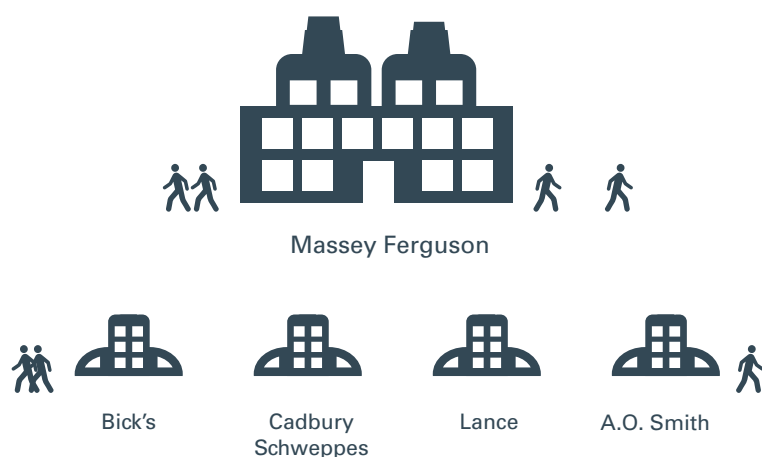 Massey Ferguson
Bick's
Cadbury
Schweppes
Lance
A.O. Smith